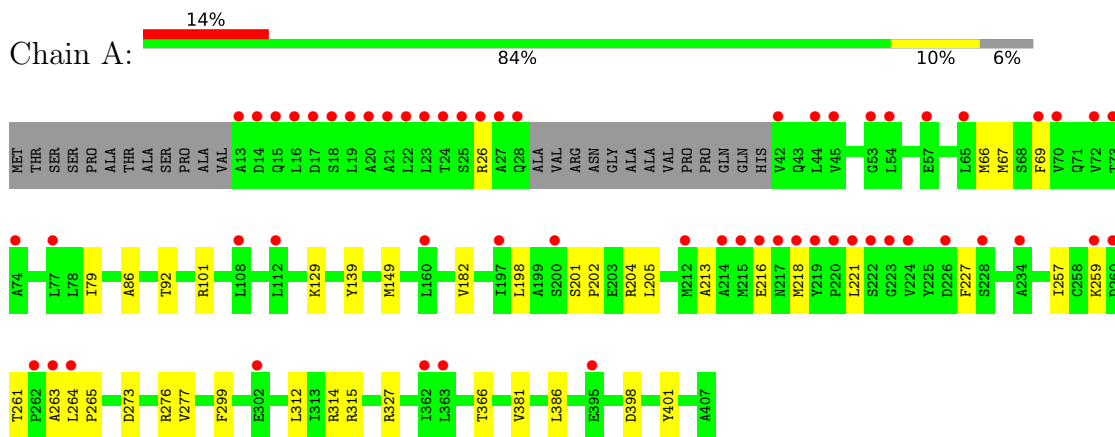 14%
Chain A:
84% 10% 6%
MET THR SER SER PRO ALA THR ALA SER PRO ALA VAL A13 D14 Q15 L16 D17 S18 L19 A20 A21 L22 L23 T24 S25 R26 A27 Q28 ALA VAL ARG ASN GLY ALA ALA VAL PRO PRO GLN GLN HIS V42 Q43 L44 V45 G53 L54 E57 L65 M66 M67 S68 F69 V70 Q71 V72 T73
A74 L77 L78 I79 A86 T92 R101 L108 L112 K129 Y139 M149 L160 V182 I197 L198 A199 S200 S201 P202 E203 R204 L205 M212 A213 A214 M215 E216 N217 M218 Y219 P220 L221 S222 G223 V224 Y225 D226 F227 S228 A234 I257 C258 K259 D260
T261 P262 A263 L264 P265 D273 R276 V277 F299 E302 L312 I313 R314 R315 R327 I362 L363 T366 V381 L386 E395 D398 Y401 A407